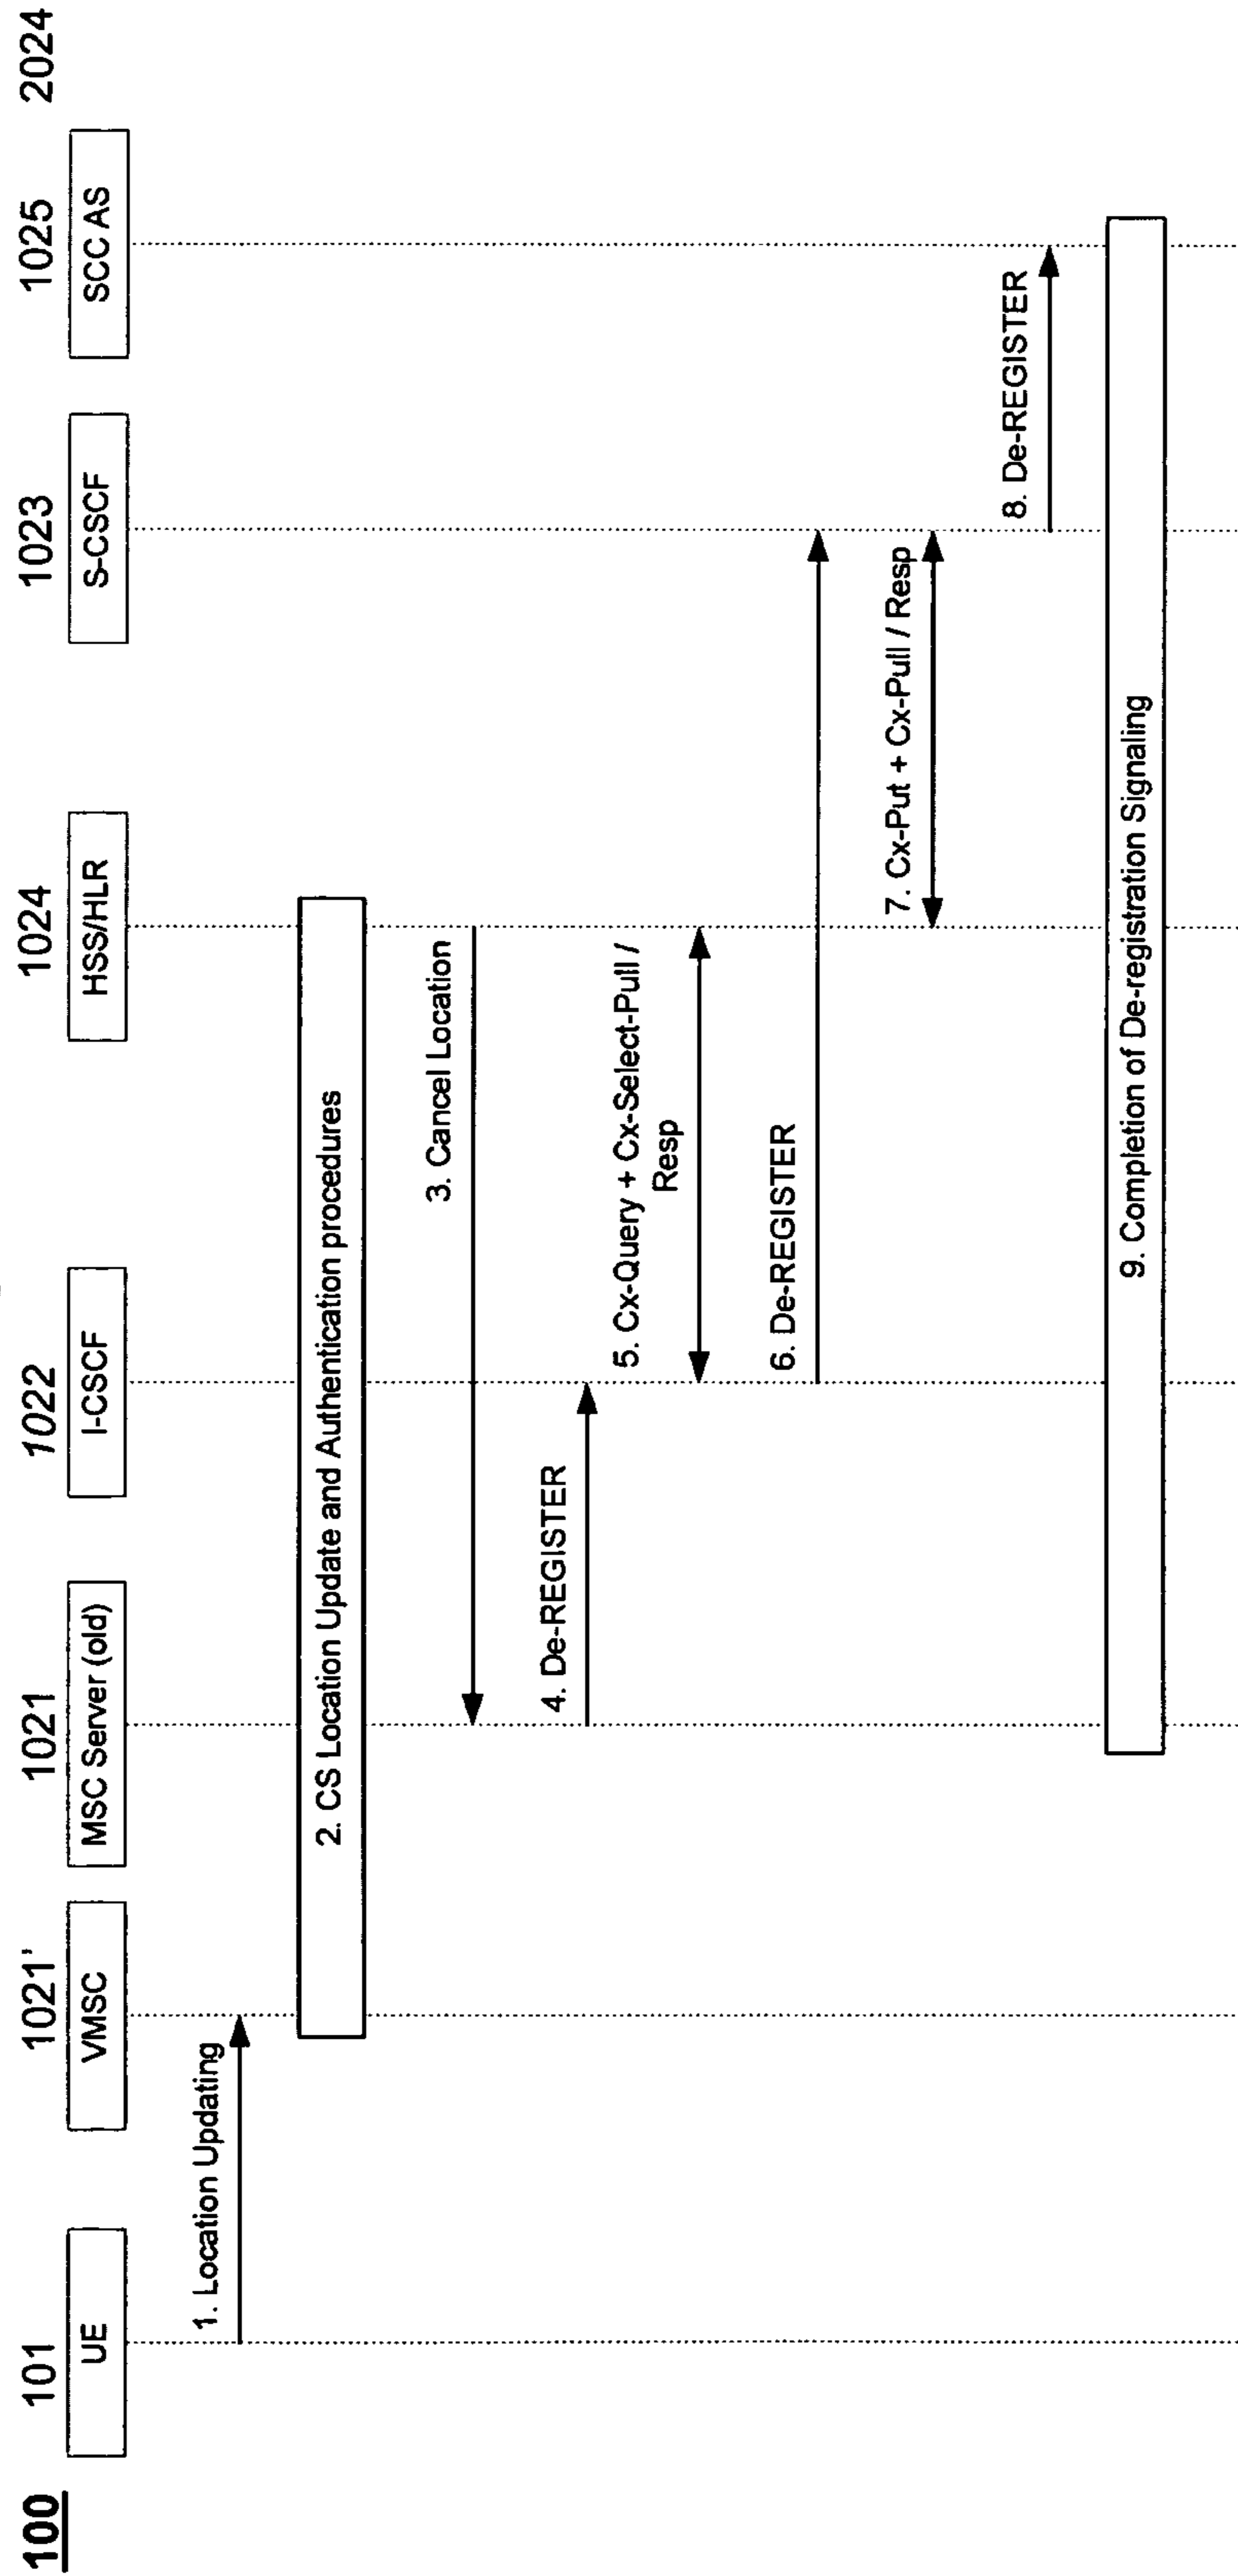 100
101
1021'
1021
1022
1024
1023
1025
2024
UE
VMSC
MSC Server (old)
I-CSCF
HSS/HLR
S-CSCF
SCC AS
1. Location Updating
2. CS Location Update and Authentication procedures
3. Cancel Location
4. De-REGISTER
5. Cx-Query + Cx-Select-Pull /
Resp
6. De-REGISTER
7. Cx-Put + Cx-Pull / Resp
8. De-REGISTER
9. Completion of De-registration Signaling